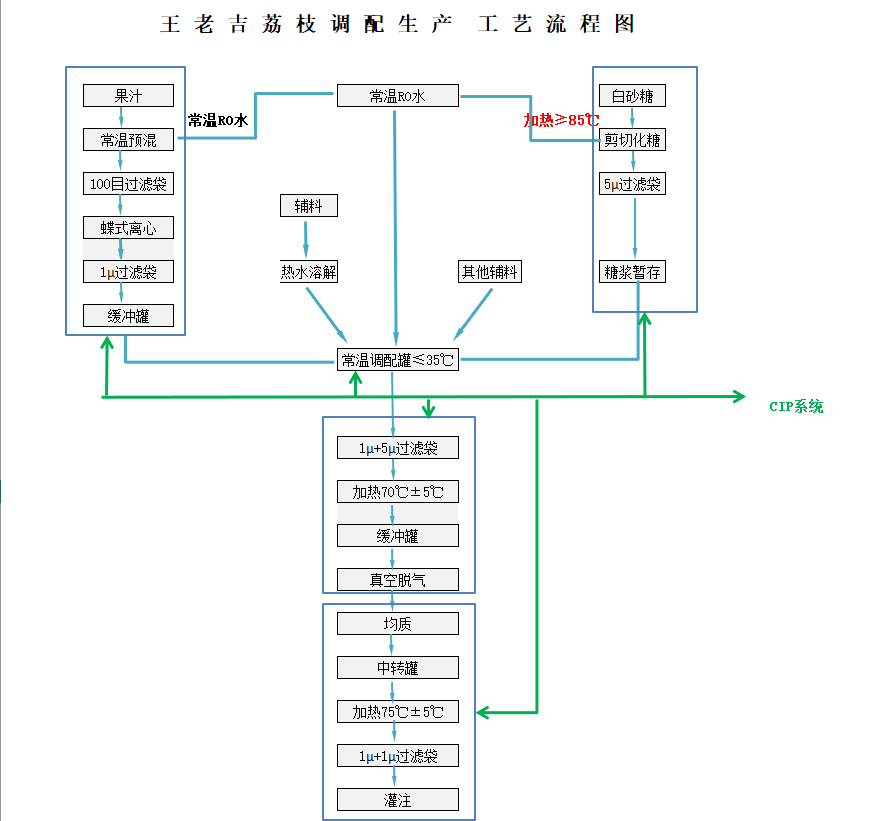 王老吉荔枝调配生产 工艺流程图
果汁
常温RO水
白砂糖
常温RO水
加热≥85℃
常温预混
剪切化糖
100目过滤袋
5μ过滤袋
辅料
蝶式离心
1μ过滤袋
热水溶解
其他辅料
糖浆暂存
缓冲罐
常温调配罐≤35℃
CIP系统
1μ+5μ过滤袋
加热70℃±5℃
缓冲罐
真空脱气
均质
中转罐
加热75℃±5℃
1μ+1μ过滤袋
灌注